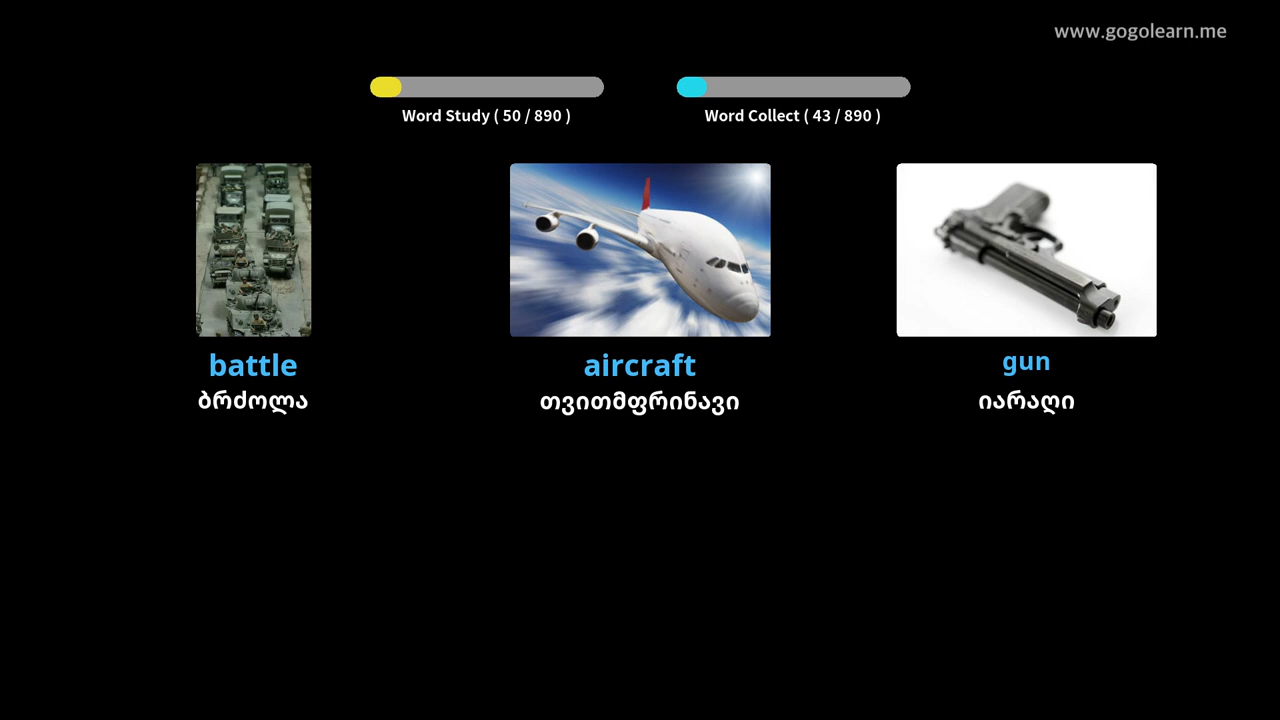 www.gogolearn.me
Word Study ( 50 / 890 )
Word Collect ( 43 / 890 )
battle
ბრძოლა
aircraft
თვითმფრინავი
gun
იარაღი